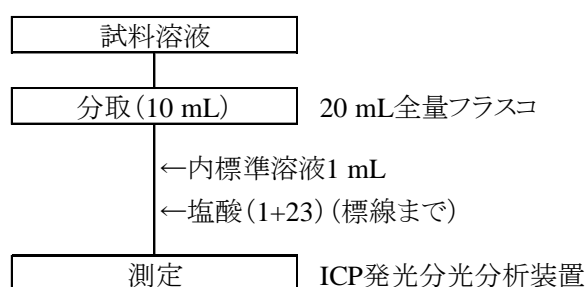 試料溶液
分取（10 mL） 20 mL全量フラスコ
←内標準溶液1 mL
←塩酸（1+23）（標線まで）
測定 ICP発光分光分析装置